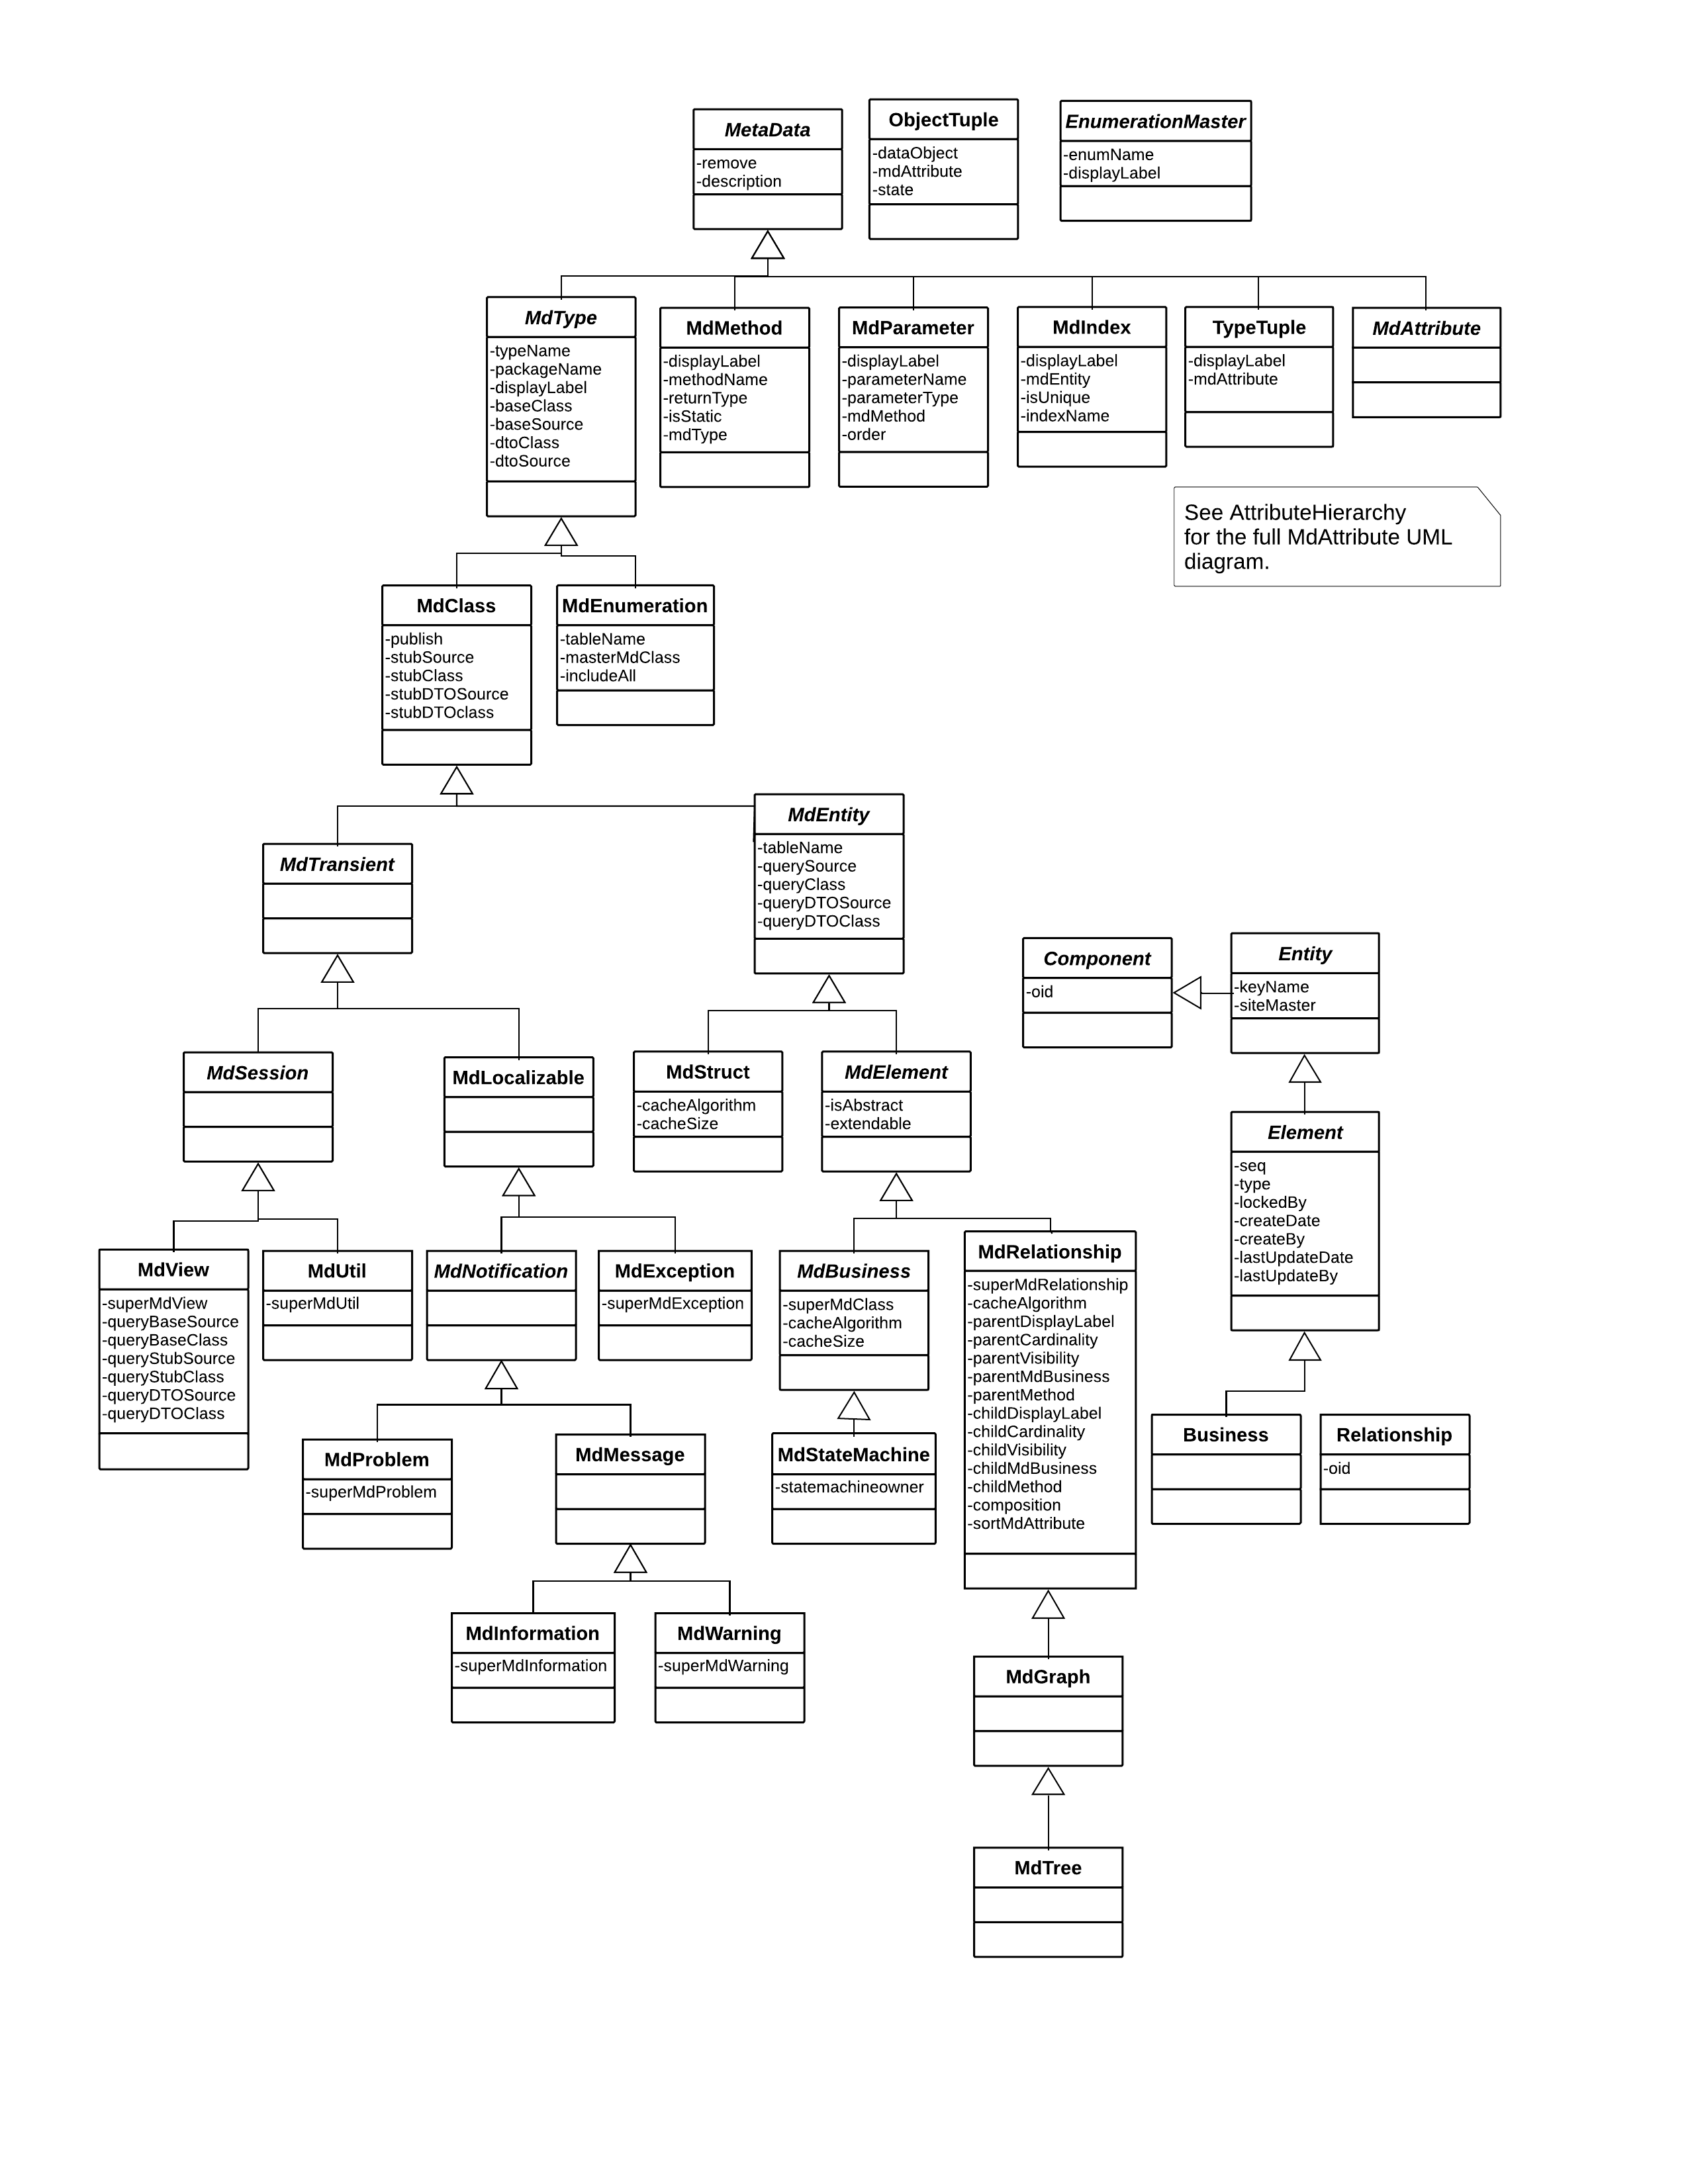 MetaData
-remove
-description
ObjectTuple
-dataObject
-mdAttribute
-state
EnumerationMaster
-enumName
-displayLabel
MdType
-typeName
-packageName
-displayLabel
-baseClass
-baseSource
-dtoClass
-dtoSource
MdMethod
-displayLabel
-methodName
-returnType
-isStatic
-mdType
MdParameter
-displayLabel
-parameterName
-parameterType
-mdMethod
-order
MdIndex
-displayLabel
-mdEntity
-isUnique
-indexName
TypeTuple
-displayLabel
-mdAttribute
MdAttribute
See AttributeHierarchy
for the full MdAttribute UML
diagram.
MdClass
-publish
-stubSource
-stubClass
-stubDTOSource
-stubDTOclass
MdEnumeration
-tableName
-masterMdClass
-includeAll
MdTransient
MdEntity
-tableName
-querySource
-queryClass
-queryDTOSource
-queryDTOClass
Component
-oid
Entity
-keyName
-siteMaster
MdSession
MdLocalizable
MdStruct
-cacheAlgorithm
-cacheSize
MdElement
-isAbstract
-extendable
Element
-seq
-type
-lockedBy
-createDate
-createBy
-lastUpdateDate
-lastUpdateBy
MdView
-superMdView
-queryBaseSource
-queryBaseClass
-queryStubSource
-queryStubClass
-queryDTOSource
-queryDTOClass
MdUtil
-superMdUtil
MdNotification
MdException
-superMdException
MdBusiness
-superMdClass
-cacheAlgorithm
-cacheSize
MdRelationship
-superMdRelationship
-cacheAlgorithm
-parentDisplayLabel
-parentCardinality
-parentVisibility
-parentMdBusiness
-parentMethod
-childDisplayLabel
-childCardinality
-childVisibility
-childMdBusiness
-childMethod
-composition
-sortMdAttribute
MdProblem
-superMdProblem
MdMessage
MdStateMachine
-statemachineowner
Business
Relationship
-oid
MdInformation
-superMdInformation
MdWarning
-superMdWarning
MdGraph
MdTree